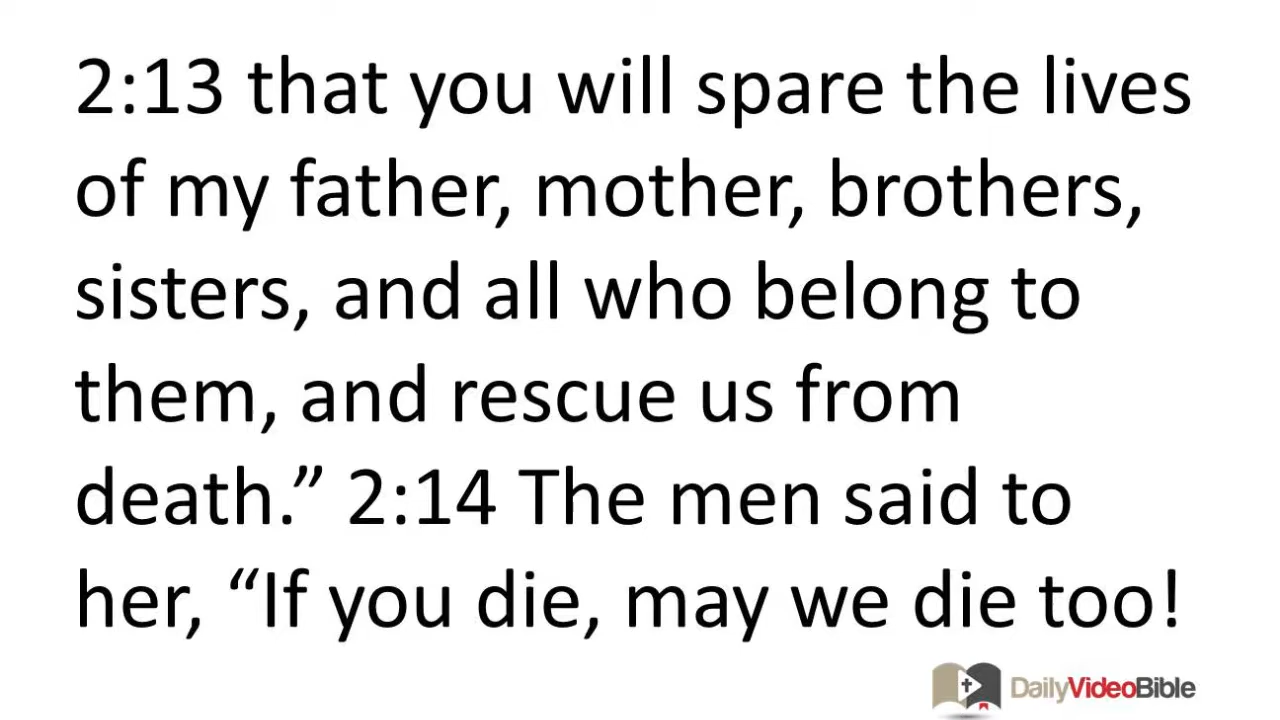 2:13 that you will spare the lives
of my father, mother, brothers,
sisters, and all who belong to
them, and rescue us from
death.” 2:14 The men said to
her, “If you die, may we die too!
DailyVideoBible